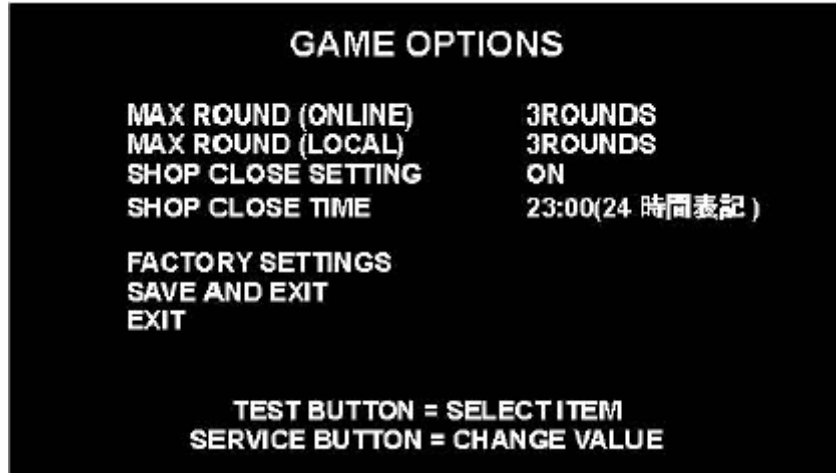 GAME OPTIONS
MAX ROUND (ONLINE) 3ROUNDS
MAX ROUND (LOCAL) 3ROUNDS
SHOP CLOSE SETTING ON
SHOP CLOSE TIME 23:00(24 時間表記 )
FACTORY SETTINGS
SAVE AND EXIT
EXIT
TEST BUTTON = SELECT ITEM
SERVICE BUTTON = CHANGE VALUE